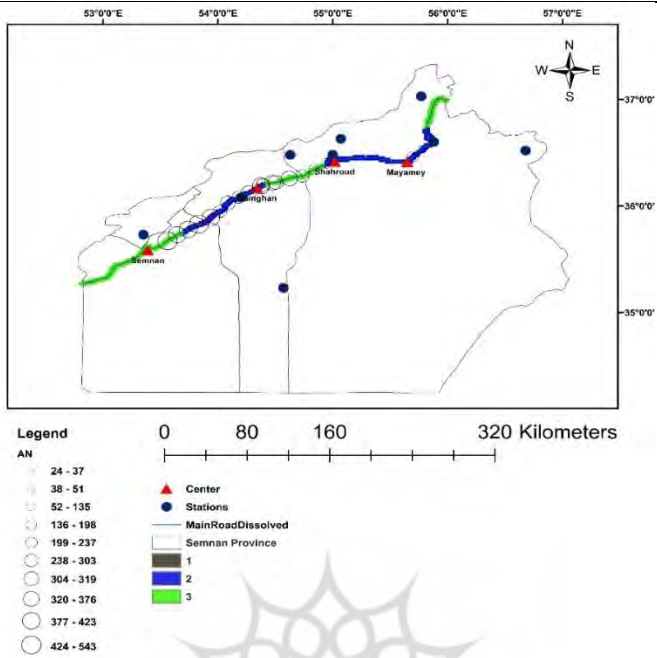 53°0'0"E 54°0'0"E 55°0'0"E 56°0'0"E 57°0'0"E
N
W E
S
37°0'0"
36°0'0"
35°0'0"
Shahroud Mayamey
Semnan
Legend
0 80 160 320 Kilometers
AN
24 - 37
38 - 51
52 - 135
136 - 198
199 - 237
238 - 303
304 - 319
320 - 376
377 - 423
424 - 543
Center
Stations
MainRoadDissolved
Semnan Province
1
2
3